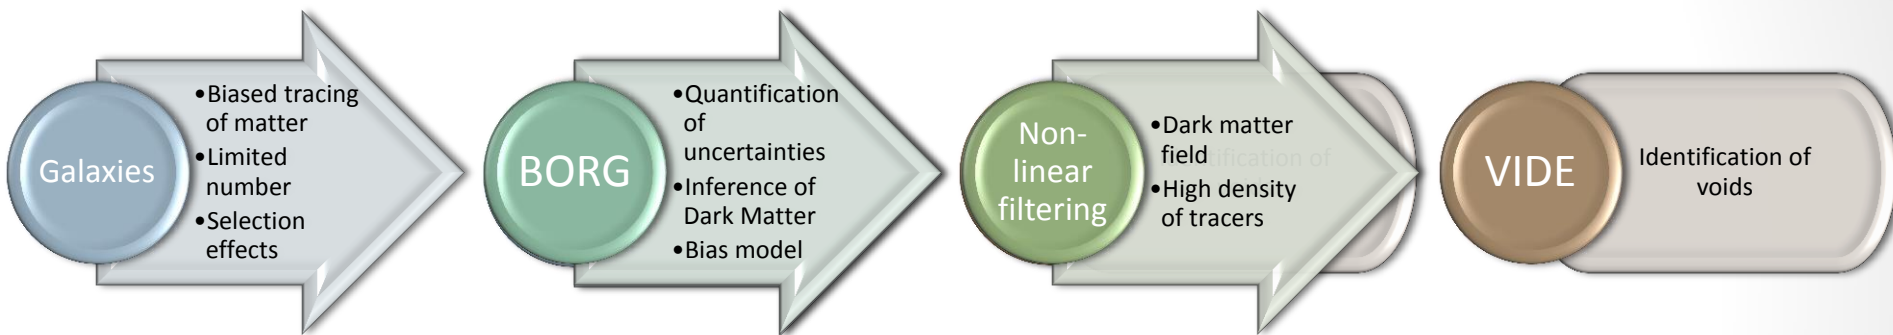 Galaxies
•Biased tracing
of matter
•Limited
number
•Selection
effects
BORG
•Quantification
of
uncertainties
•Inference of
Dark Matter
•Bias model
Non-
linear
filtering
•Dark matter
field
•High density
of tracers
VIDE
Identification of
voids